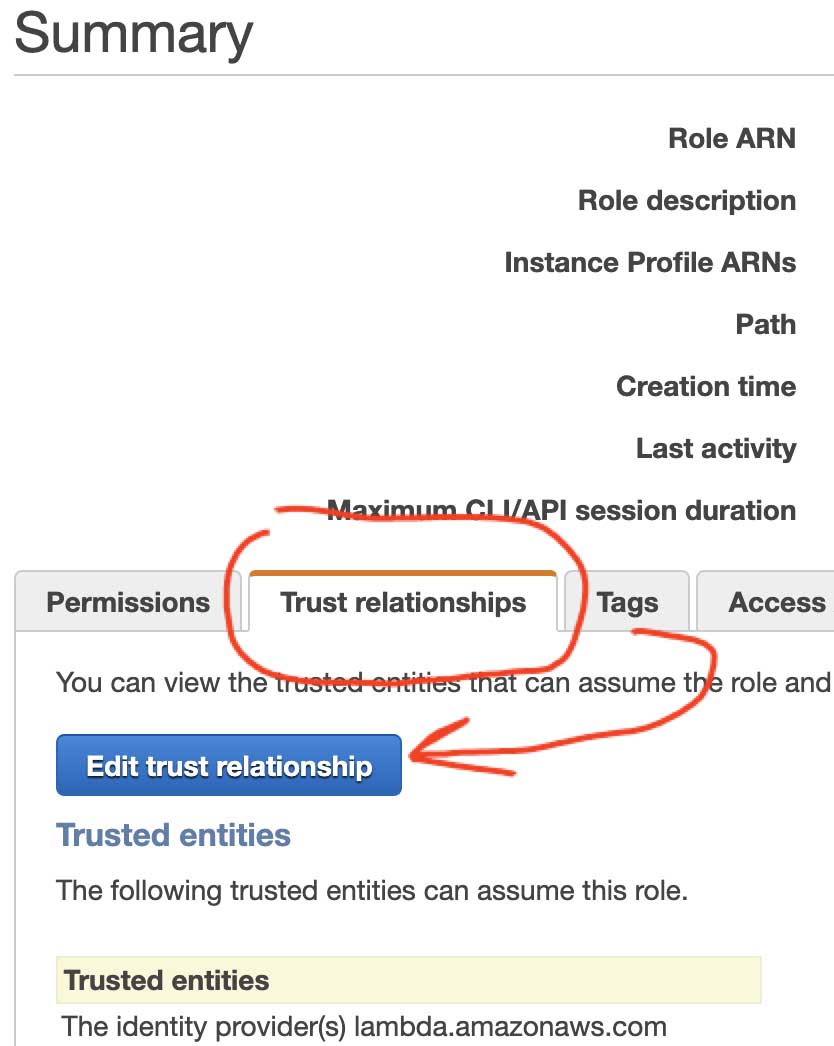 Summary
Role ARN
Role description
Instance Profile ARNs
Path
Creation time
Last activity
Maximum CLI/API session duration
Permissions Trust relationships Tags Access
You can view the trusted entities that can assume the role and
Edit trust relationship
Trusted entities
The following trusted entities can assume this role.
Trusted entities
The identity provider(s) lambda.amazonaws.com